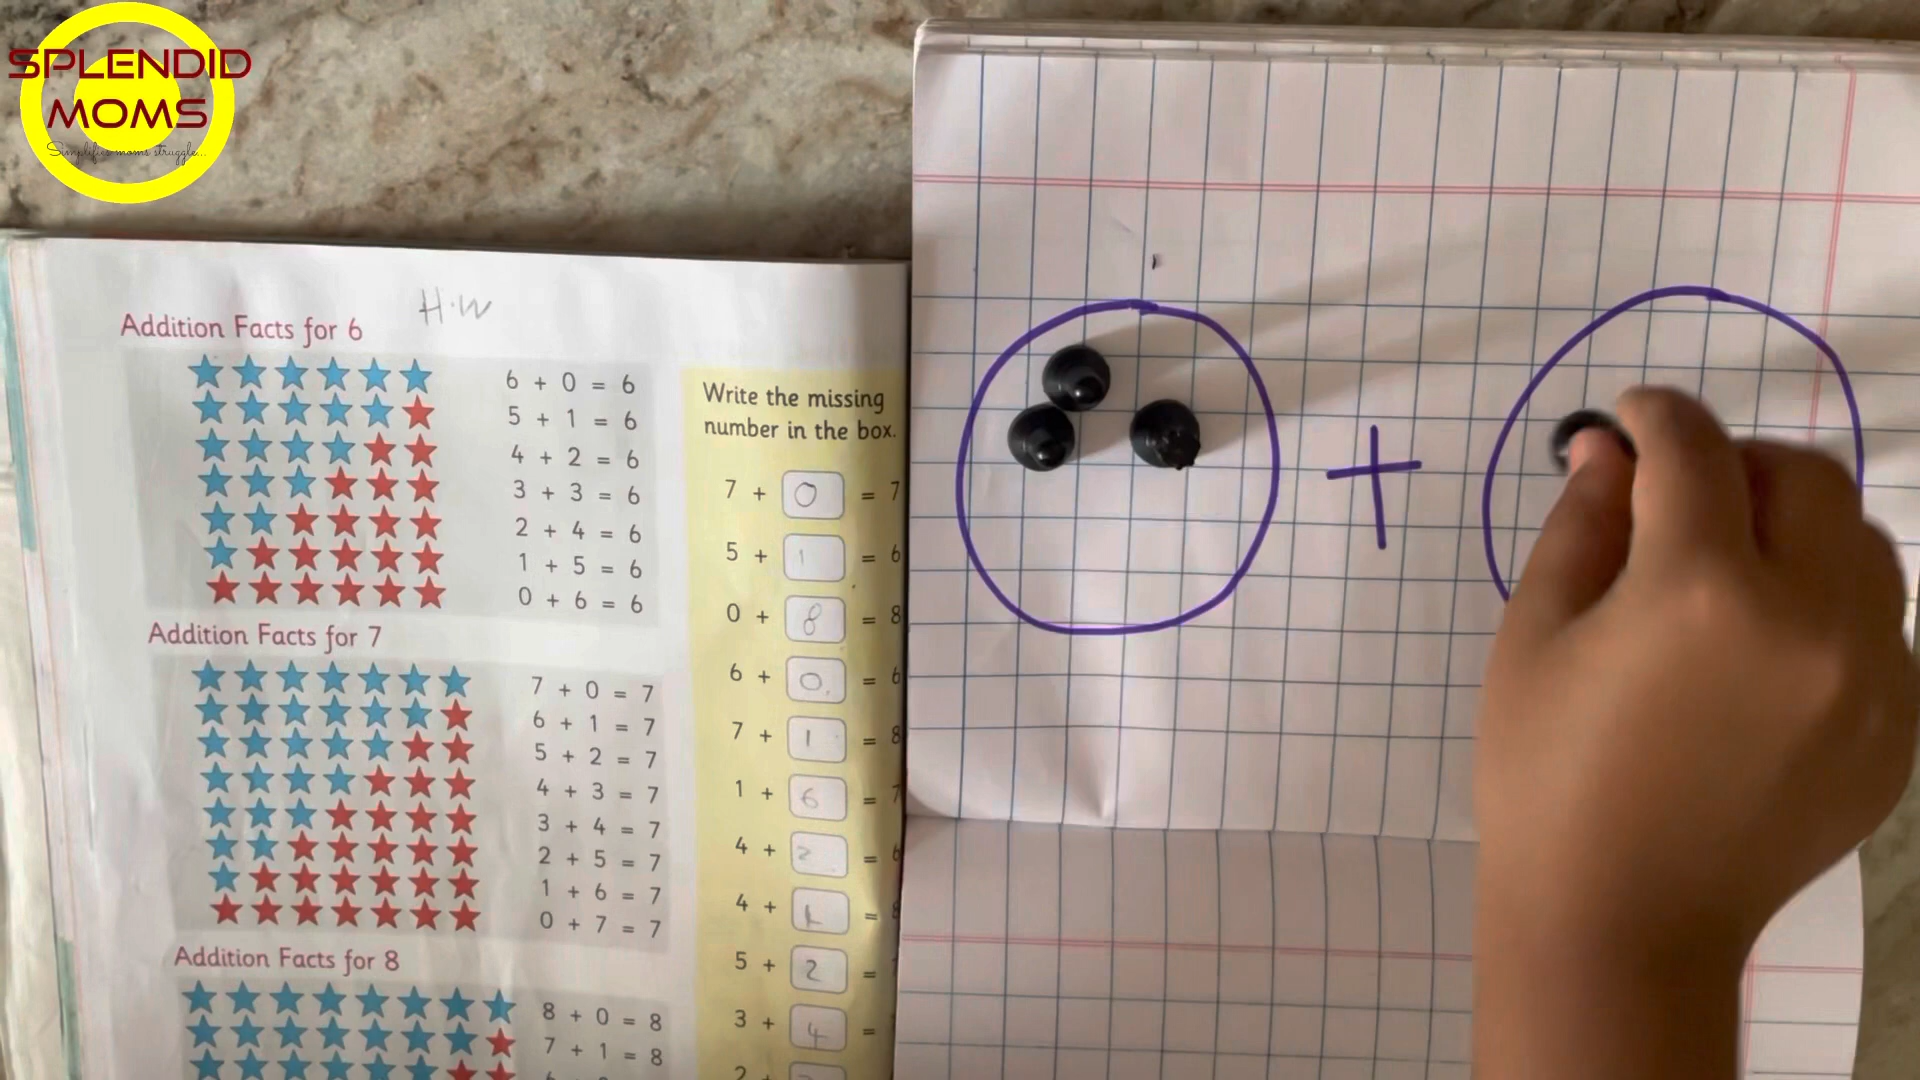 SPLENDID
MOMS
Simplifies moms struggle...
H.W
Addition Facts for 6
6 + 0 = 6
5 + 1 = 6
4 + 2 = 6
3 + 3 = 6
2 + 4 = 6
1 + 5 = 6
0 + 6 = 6
Addition Facts for 7
7 + 0 = 7
6 + 1 = 7
5 + 2 = 7
4 + 3 = 7
3 + 4 = 7
2 + 5 = 7
1 + 6 = 7
0 + 7 = 7
Addition Facts for 8
8 + 0 = 8
7 + 1 = 8
Write the missing
number in the box.
7 + 0 = 7
5 + 1 = 6
0 + 8 = 8
6 + 0 = 6
7 + 1 = 8
1 + 6 = 7
4 + 2 = 6
4 + =
5 + 2 =
3 + 4 =
2
+